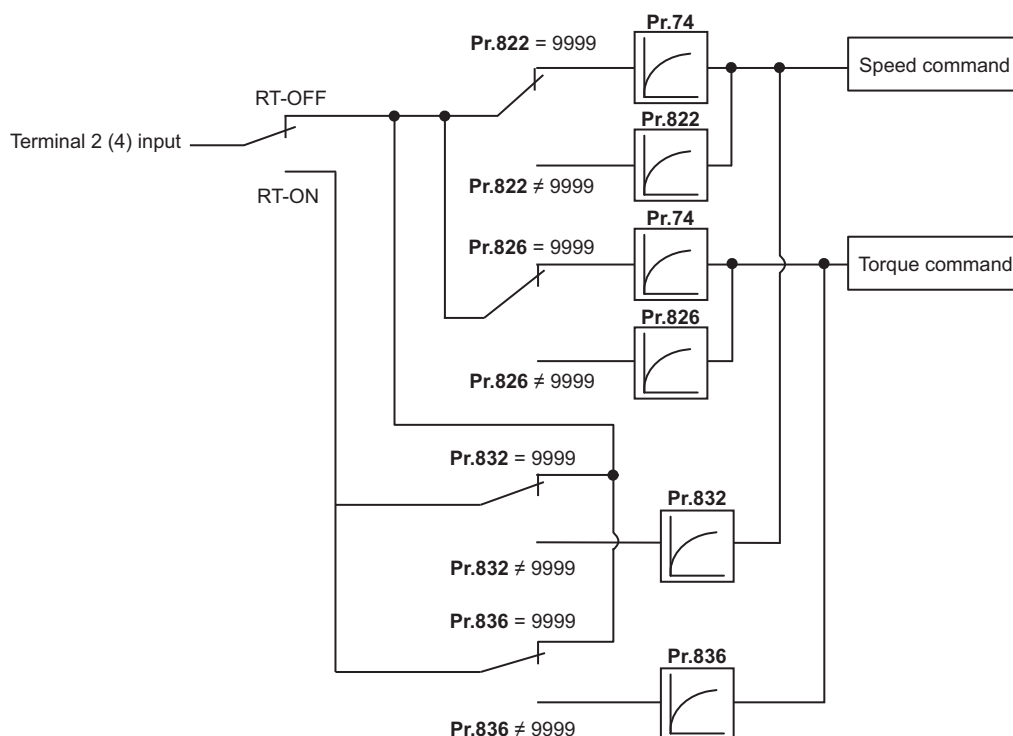 Pr.74
Pr.822 = 9999
Speed command
RT-OFF
Pr.822
Terminal 2 (4) input
Pr.822 ≠ 9999
RT-ON
Pr.74
Pr.826 = 9999
Torque command
Pr.826
Pr.826 ≠ 9999
Pr.832 = 9999
Pr.832
Pr.832 ≠ 9999
Pr.836 = 9999
Pr.836
Pr.836 ≠ 9999